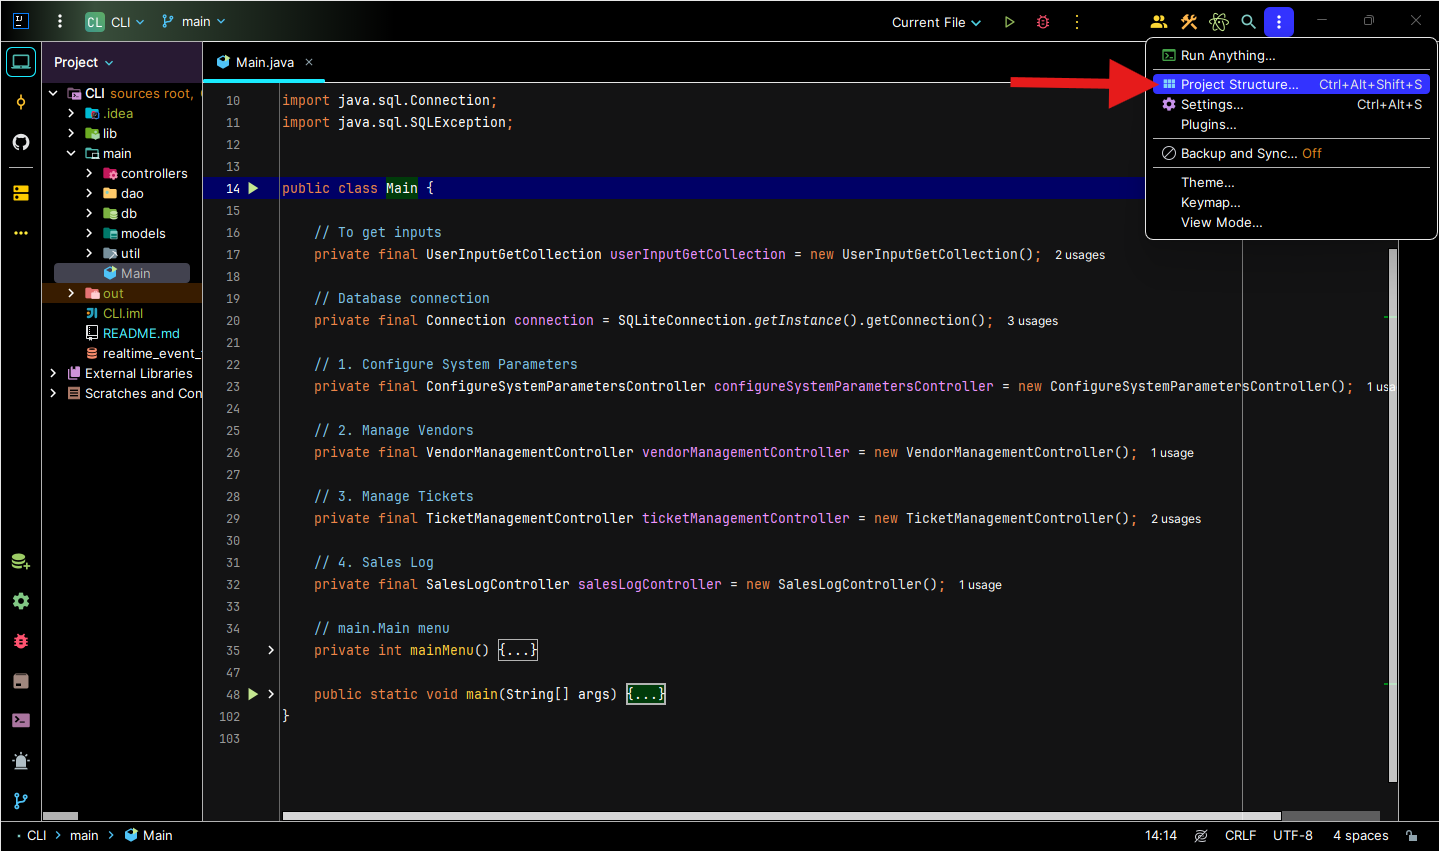 CL CLI main Current File
Project
Main.java
Run Anything...
Project Structure... Ctrl+Alt+Shift+S
Settings... Ctrl+Alt+S
Plugins...
Backup and Sync... Off
Theme...
Keymap...
View Mode...
CLI sources root,
.idea
lib
main
controllers
dao
db
models
util
Main
out
CLI.iml
README.md
realtime_event_
External Libraries
Scratches and Con
10 import java.sql.Connection;
11 import java.sql.SQLException;
12
13
14 public class Main {
15
16 // To get inputs
17 private final UserInputGetCollection userInputGetCollection = new UserInputGetCollection(); 2 usages
18
19 // Database connection
20 private final Connection connection = SQLiteConnection.getInstance().getConnection(); 3 usages
21
22 // 1. Configure System Parameters
23 private final ConfigureSystemParametersController configureSystemParametersController = new ConfigureSystemParametersController(); 1 usa
24
25 // 2. Manage Vendors
26 private final VendorManagementController vendorManagementController = new VendorManagementController(); 1 usage
27
28 // 3. Manage Tickets
29 private final TicketManagementController ticketManagementController = new TicketManagementController(); 2 usages
30
31 // 4. Sales Log
32 private final SalesLogController salesLogController = new SalesLogController(); 1 usage
33
34 // main.Main menu
35 private int mainMenu() {...}
47
48 public static void main(String[] args) {...}
102 }
103
CLI > main > Main 14:14 CRLF UTF-8 4 spaces